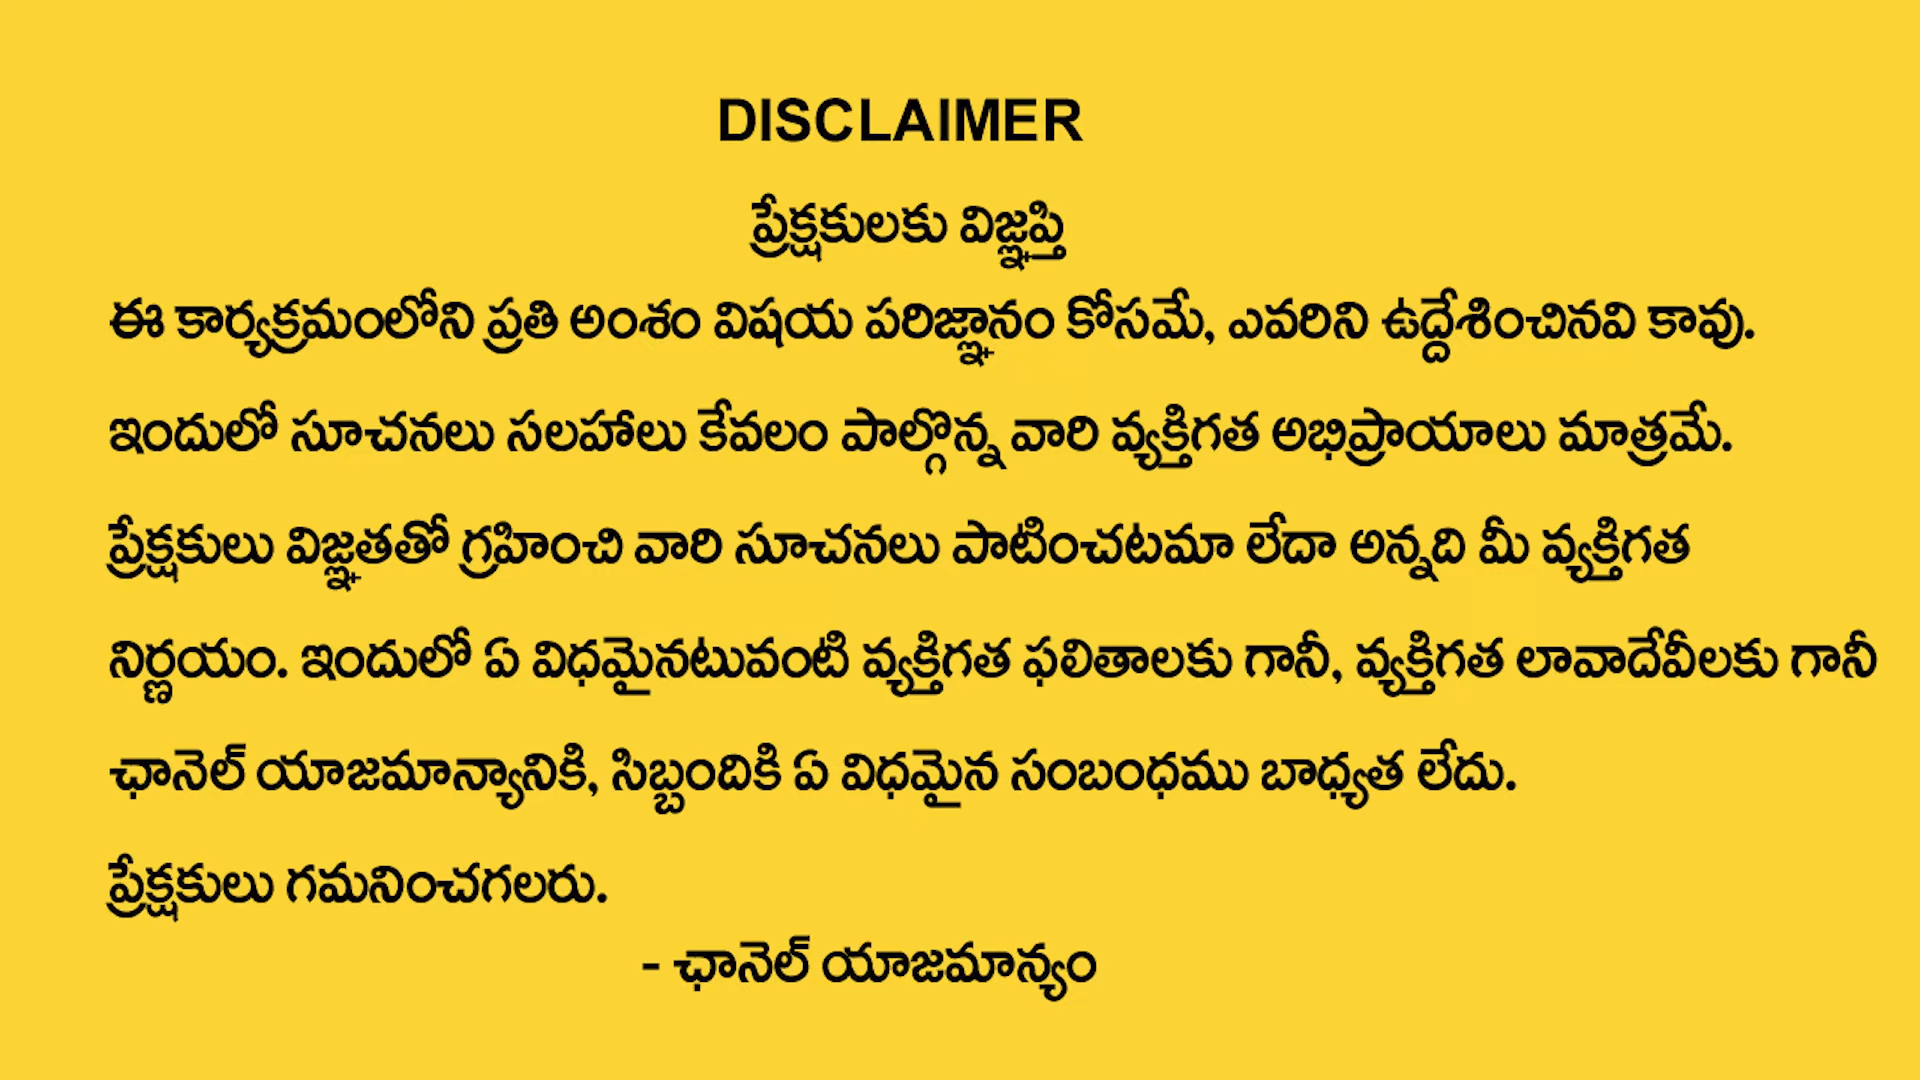 DISCLAIMER
ప్రేక్షకులకు విజ్ఞప్తి
ఈ కార్యక్రమంలోని ప్రతి అంశం విషయ పరిజ్ఞానం కోసమే, ఎవరిని ఉద్దేశించినవి కావు.
ఇందులో సూచనలు సలహాలు కేవలం పాల్గొన్న వారి వ్యక్తిగత అభిప్రాయాలు మాత్రమే.
ప్రేక్షకులు విజ్ఞతతో గ్రహించి వారి సూచనలు పాటించటమా లేదా అన్నది మీ వ్యక్తిగత
నిర్ణయం. ఇందులో ఏ విధమైనటువంటి వ్యక్తిగత ఫలితాలకు గానీ, వ్యక్తిగత లావాదేవీలకు గానీ
ఛానెల్ యాజమాన్యానికి, సిబ్బందికి ఏ విధమైన సంబంధము బాధ్యత లేదు.
ప్రేక్షకులు గమనించగలరు.
- ఛానెల్ యాజమాన్యం